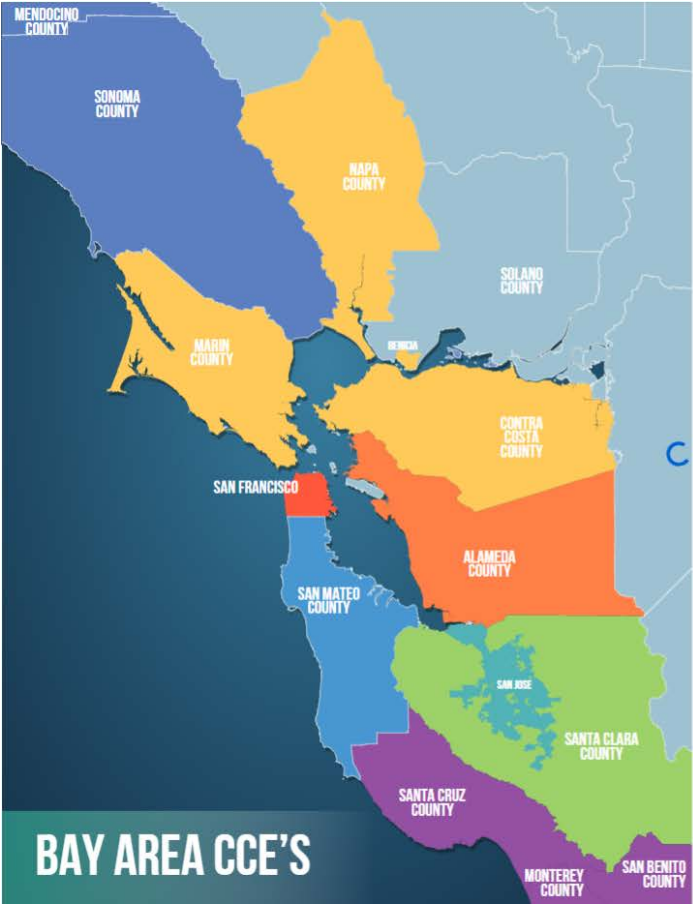 MENDOCINO
COUNTY
SONOMA
COUNTY
NAPA
COUNTY
SOLANO
COUNTY
MARIN
COUNTY
BENICIA
CONTRA
COSTA
COUNTY
C
SAN FRANCISCO
ALAMEDA
COUNTY
SAN MATEO
COUNTY
SAN JOSE
SANTA CLARA
COUNTY
SANTA CRUZ
COUNTY
BAY AREA CCE'S
MONTEREY
COUNTY
SAN BENITO
COUNTY